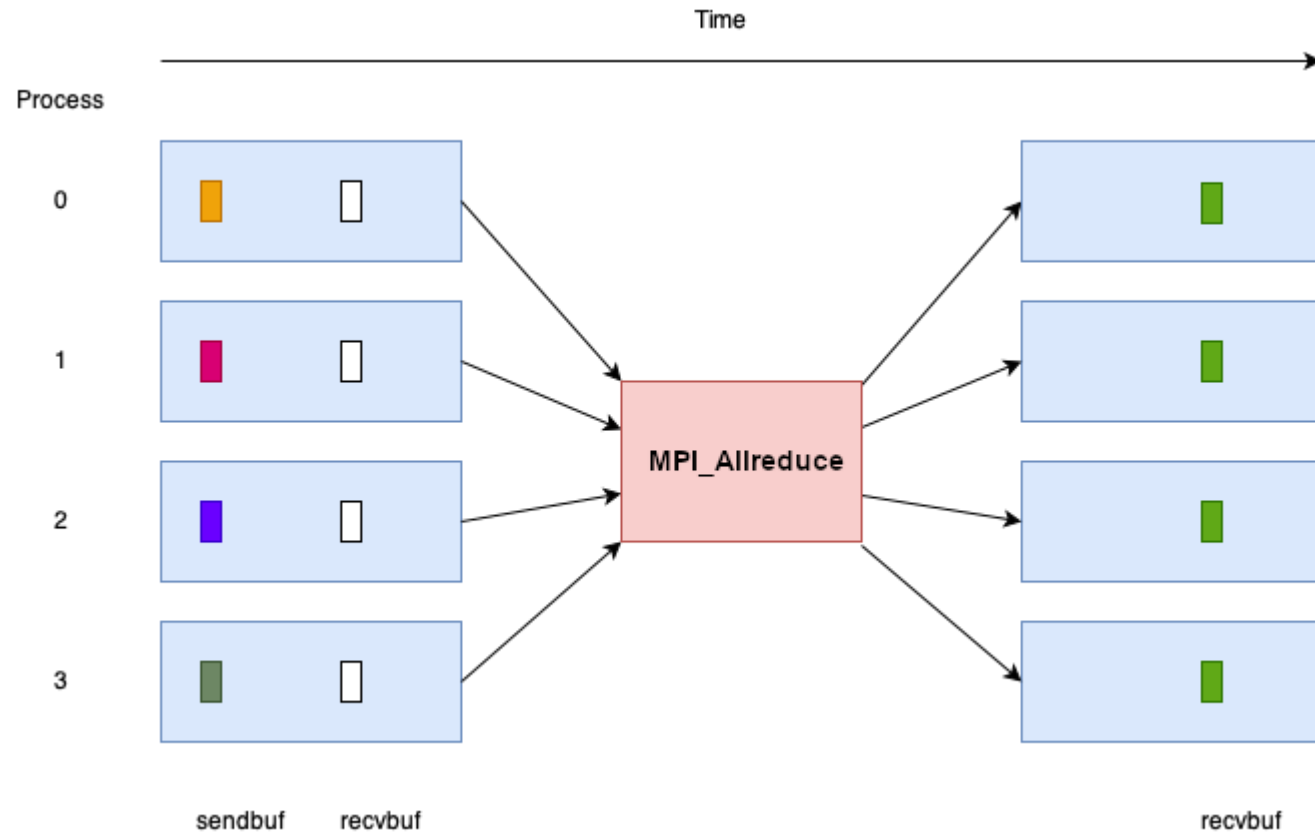 Time
Process
0
1
MPI_Allreduce
2
3
sendbuf recvbuf recvbuf